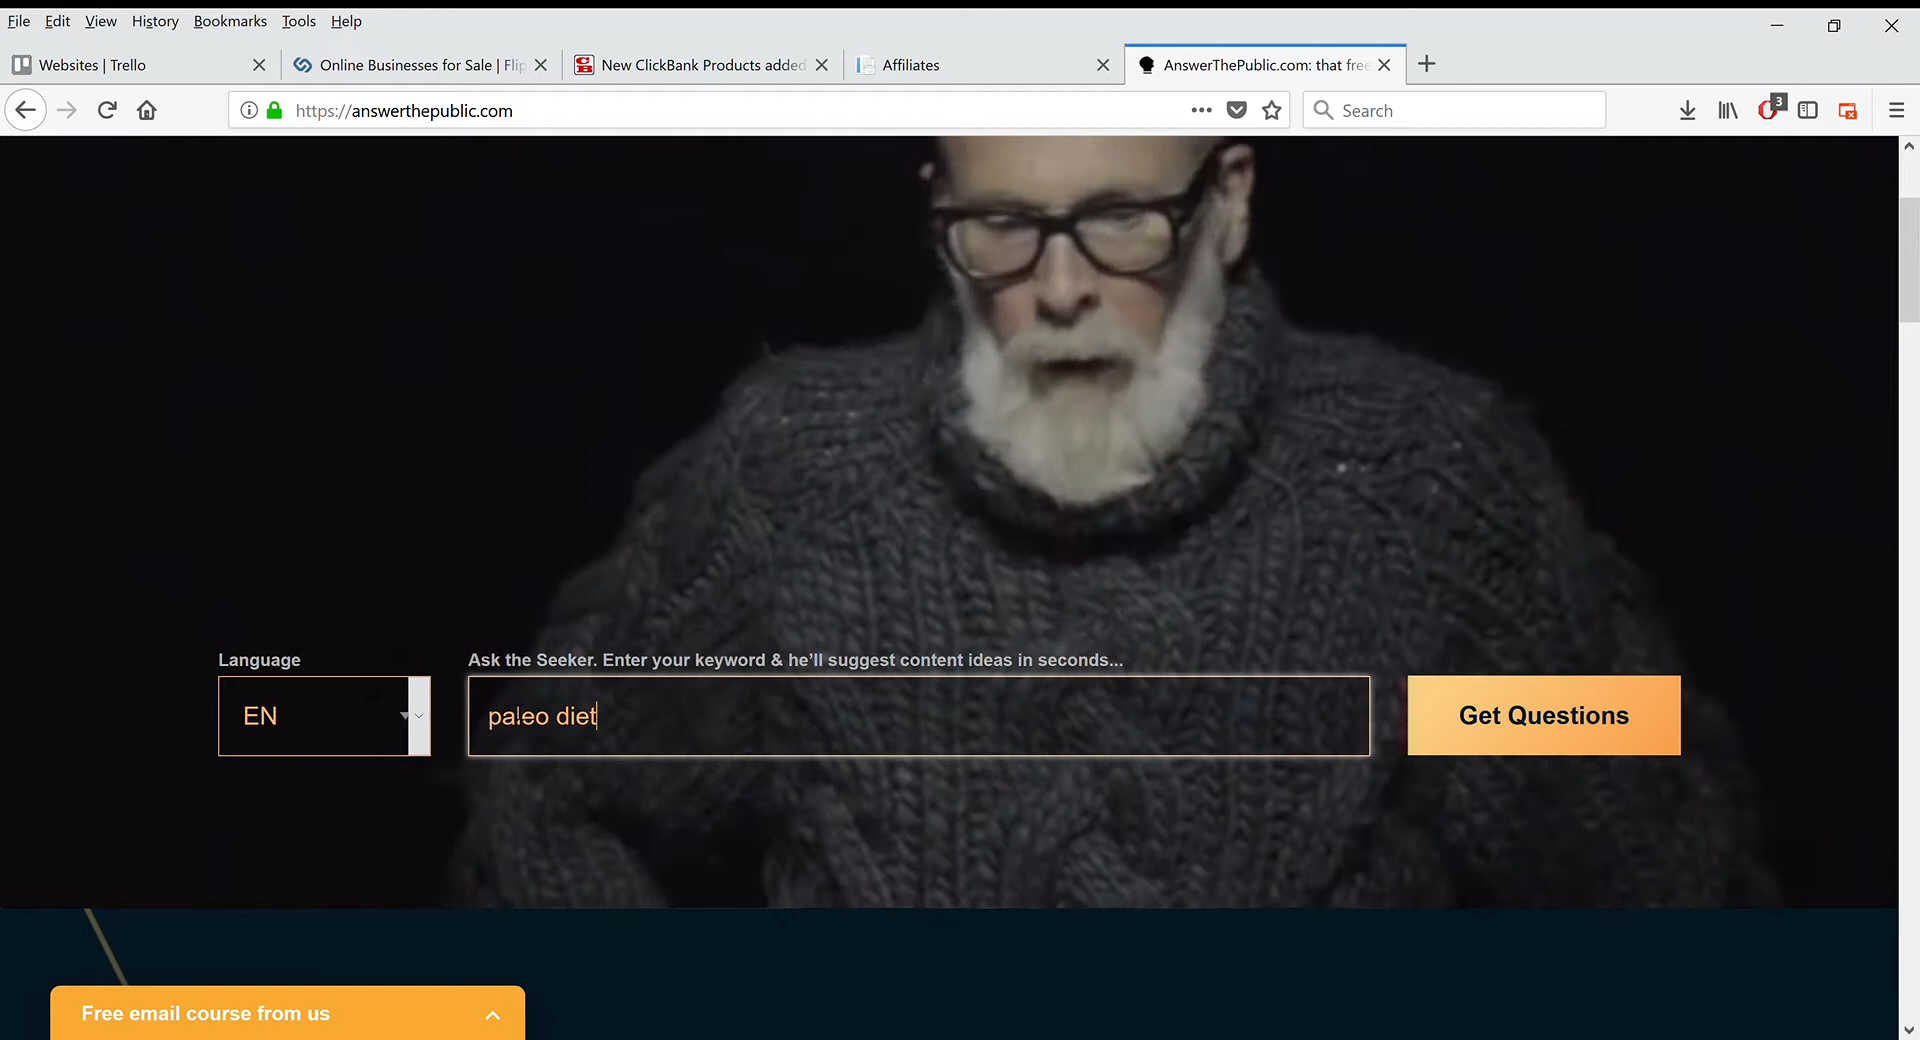 File Edit View History Bookmarks Tools Help
Websites | Trello
Online Businesses for Sale | Flip
New ClickBank Products added
Affiliates
AnswerThePublic.com: that free
https://answerthepublic.com
Search
3
Language
Ask the Seeker. Enter your keyword & he'll suggest content ideas in seconds...
EN
paleo diet
Get Questions
Free email course from us